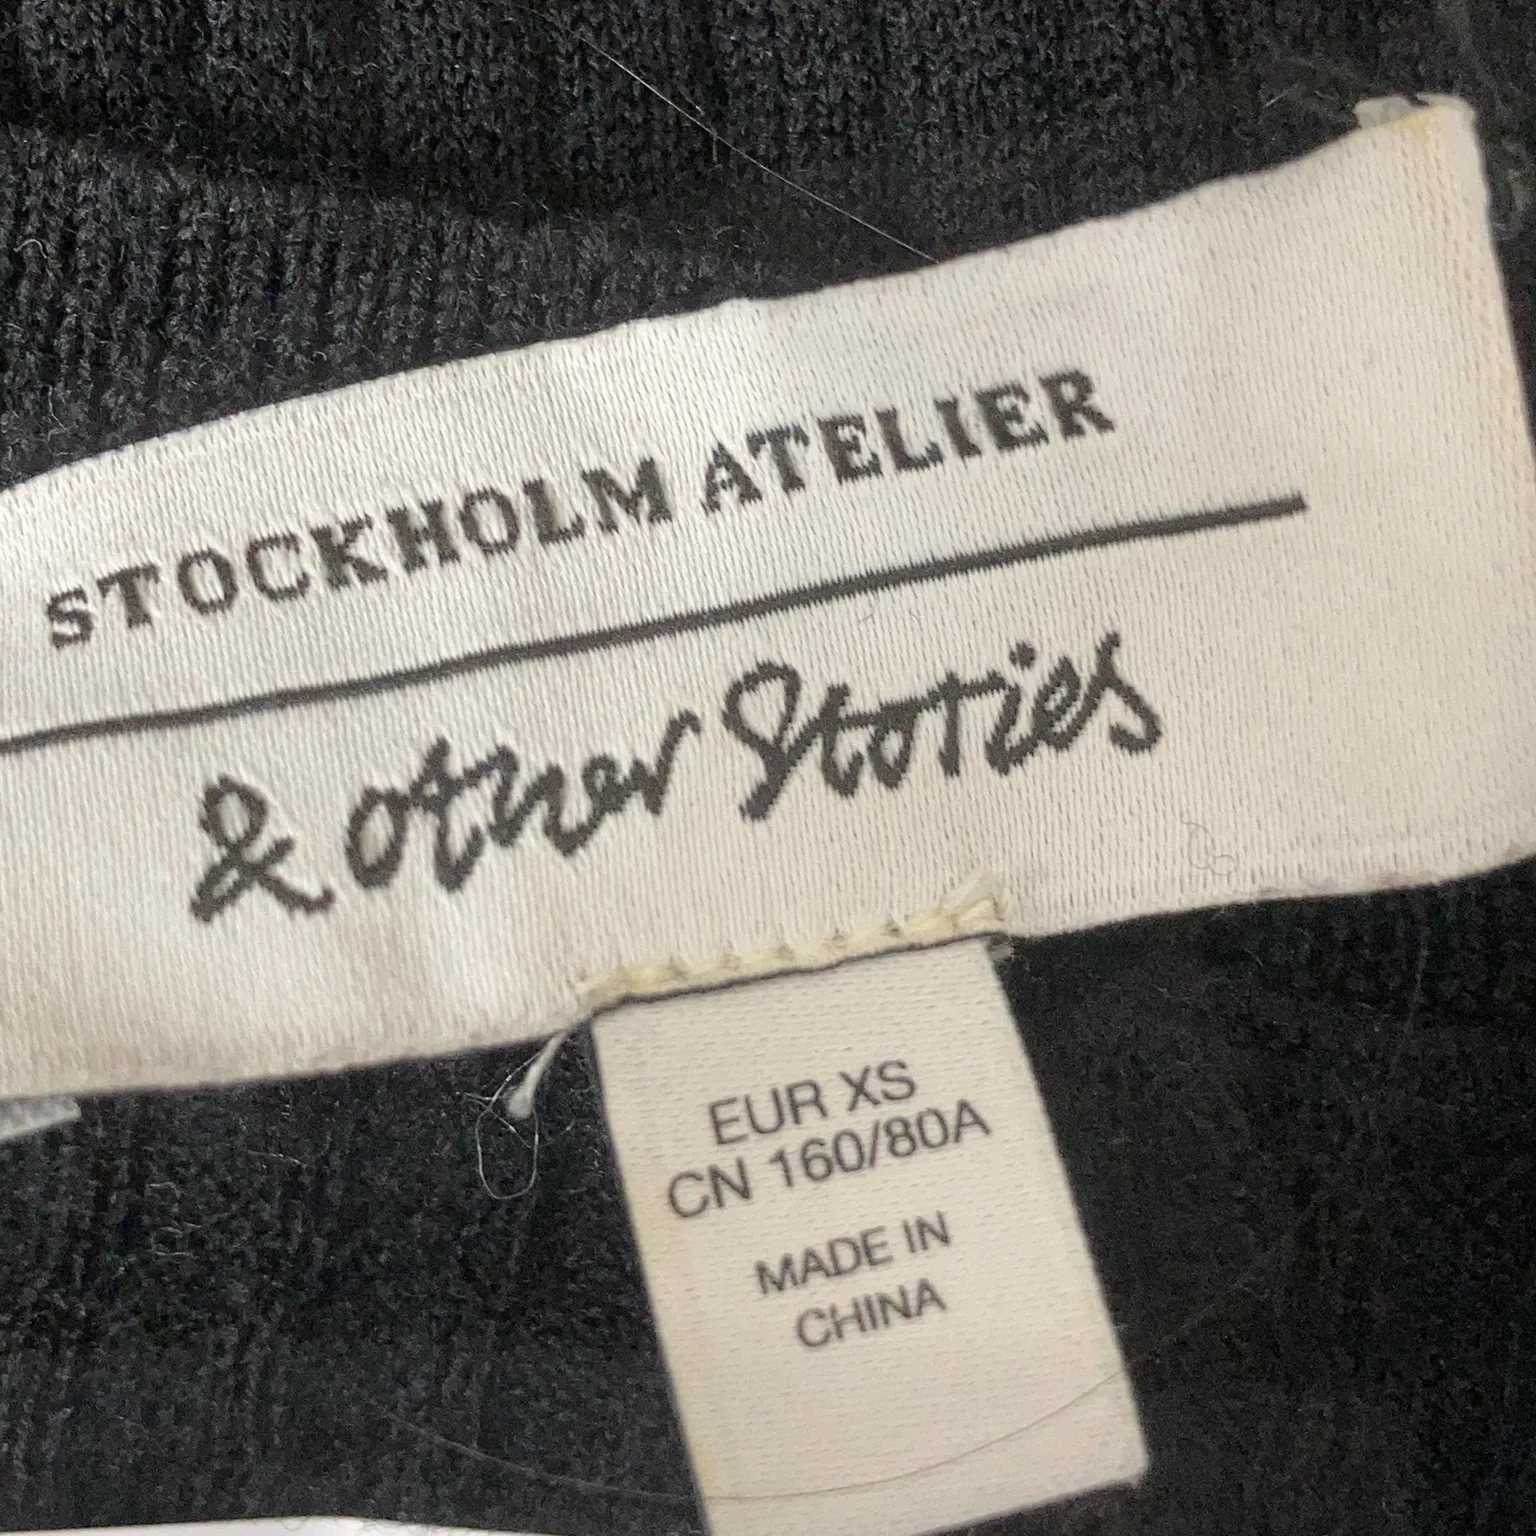 STOCKHOLM ATELIER
& other Stories
EUR XS
CN 160/80A
MADE IN
CHINA